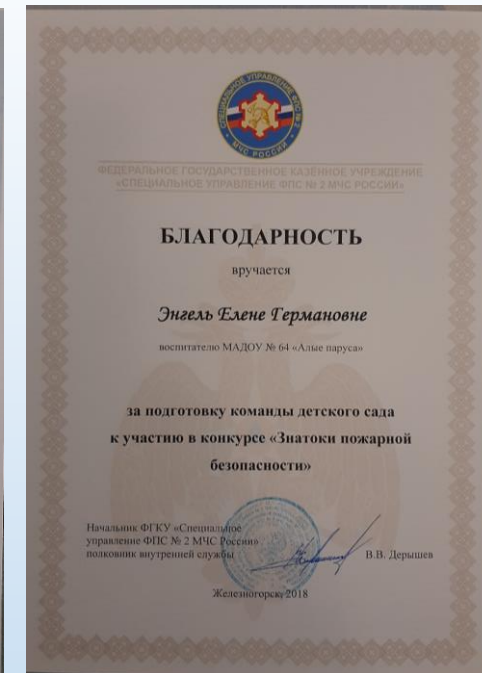 СПЕЦИАЛЬНОЕ УПРАВЛЕНИЕ ФПС № 2
МЧС РОССИИ
ФЕДЕРАЛЬНОЕ ГОСУДАРСТВЕННОЕ КАЗЁННОЕ УЧРЕЖДЕНИЕ
«СПЕЦИАЛЬНОЕ УПРАВЛЕНИЕ ФПС № 2 МЧС РОССИИ»
БЛАГОДАРНОСТЬ
вручается
Энгель Елене Германовне
воспитателю МАДОУ № 64 «Алые паруса»
за подготовку команды детского сада
к участию в конкурсе «Знатоки пожарной
безопасности»
Начальник ФГКУ «Специальное
управление ФПС № 2 МЧС России»
полковник внутренней службы
В.В. Дерышев
Железногорск, 2018